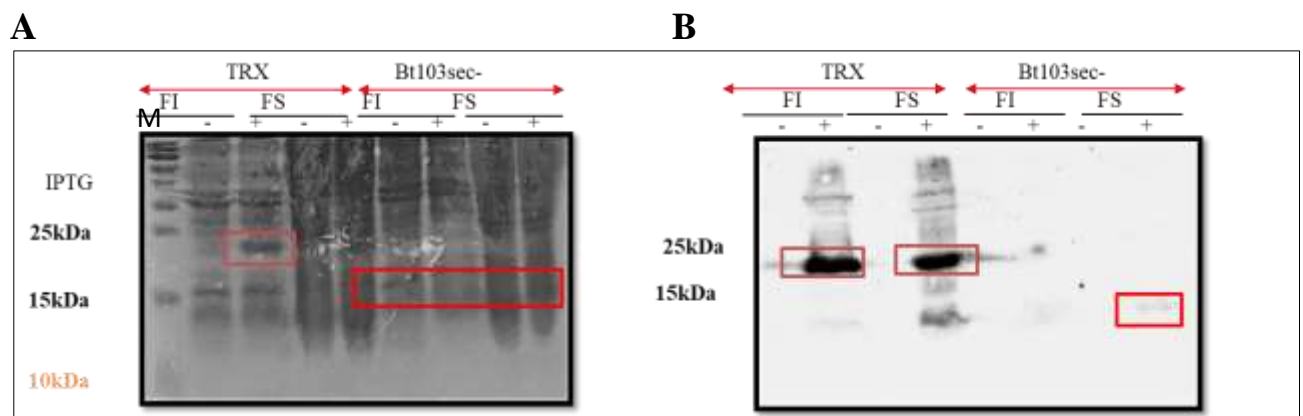 A B
TRX Bt103sec-
FI FS FI FS
M - + - + - + - +
IPTG
25kDa
15kDa
10kDa
TRX Bt103sec-
FI FS FI FS
- + - + - + - +
25kDa
15kDa